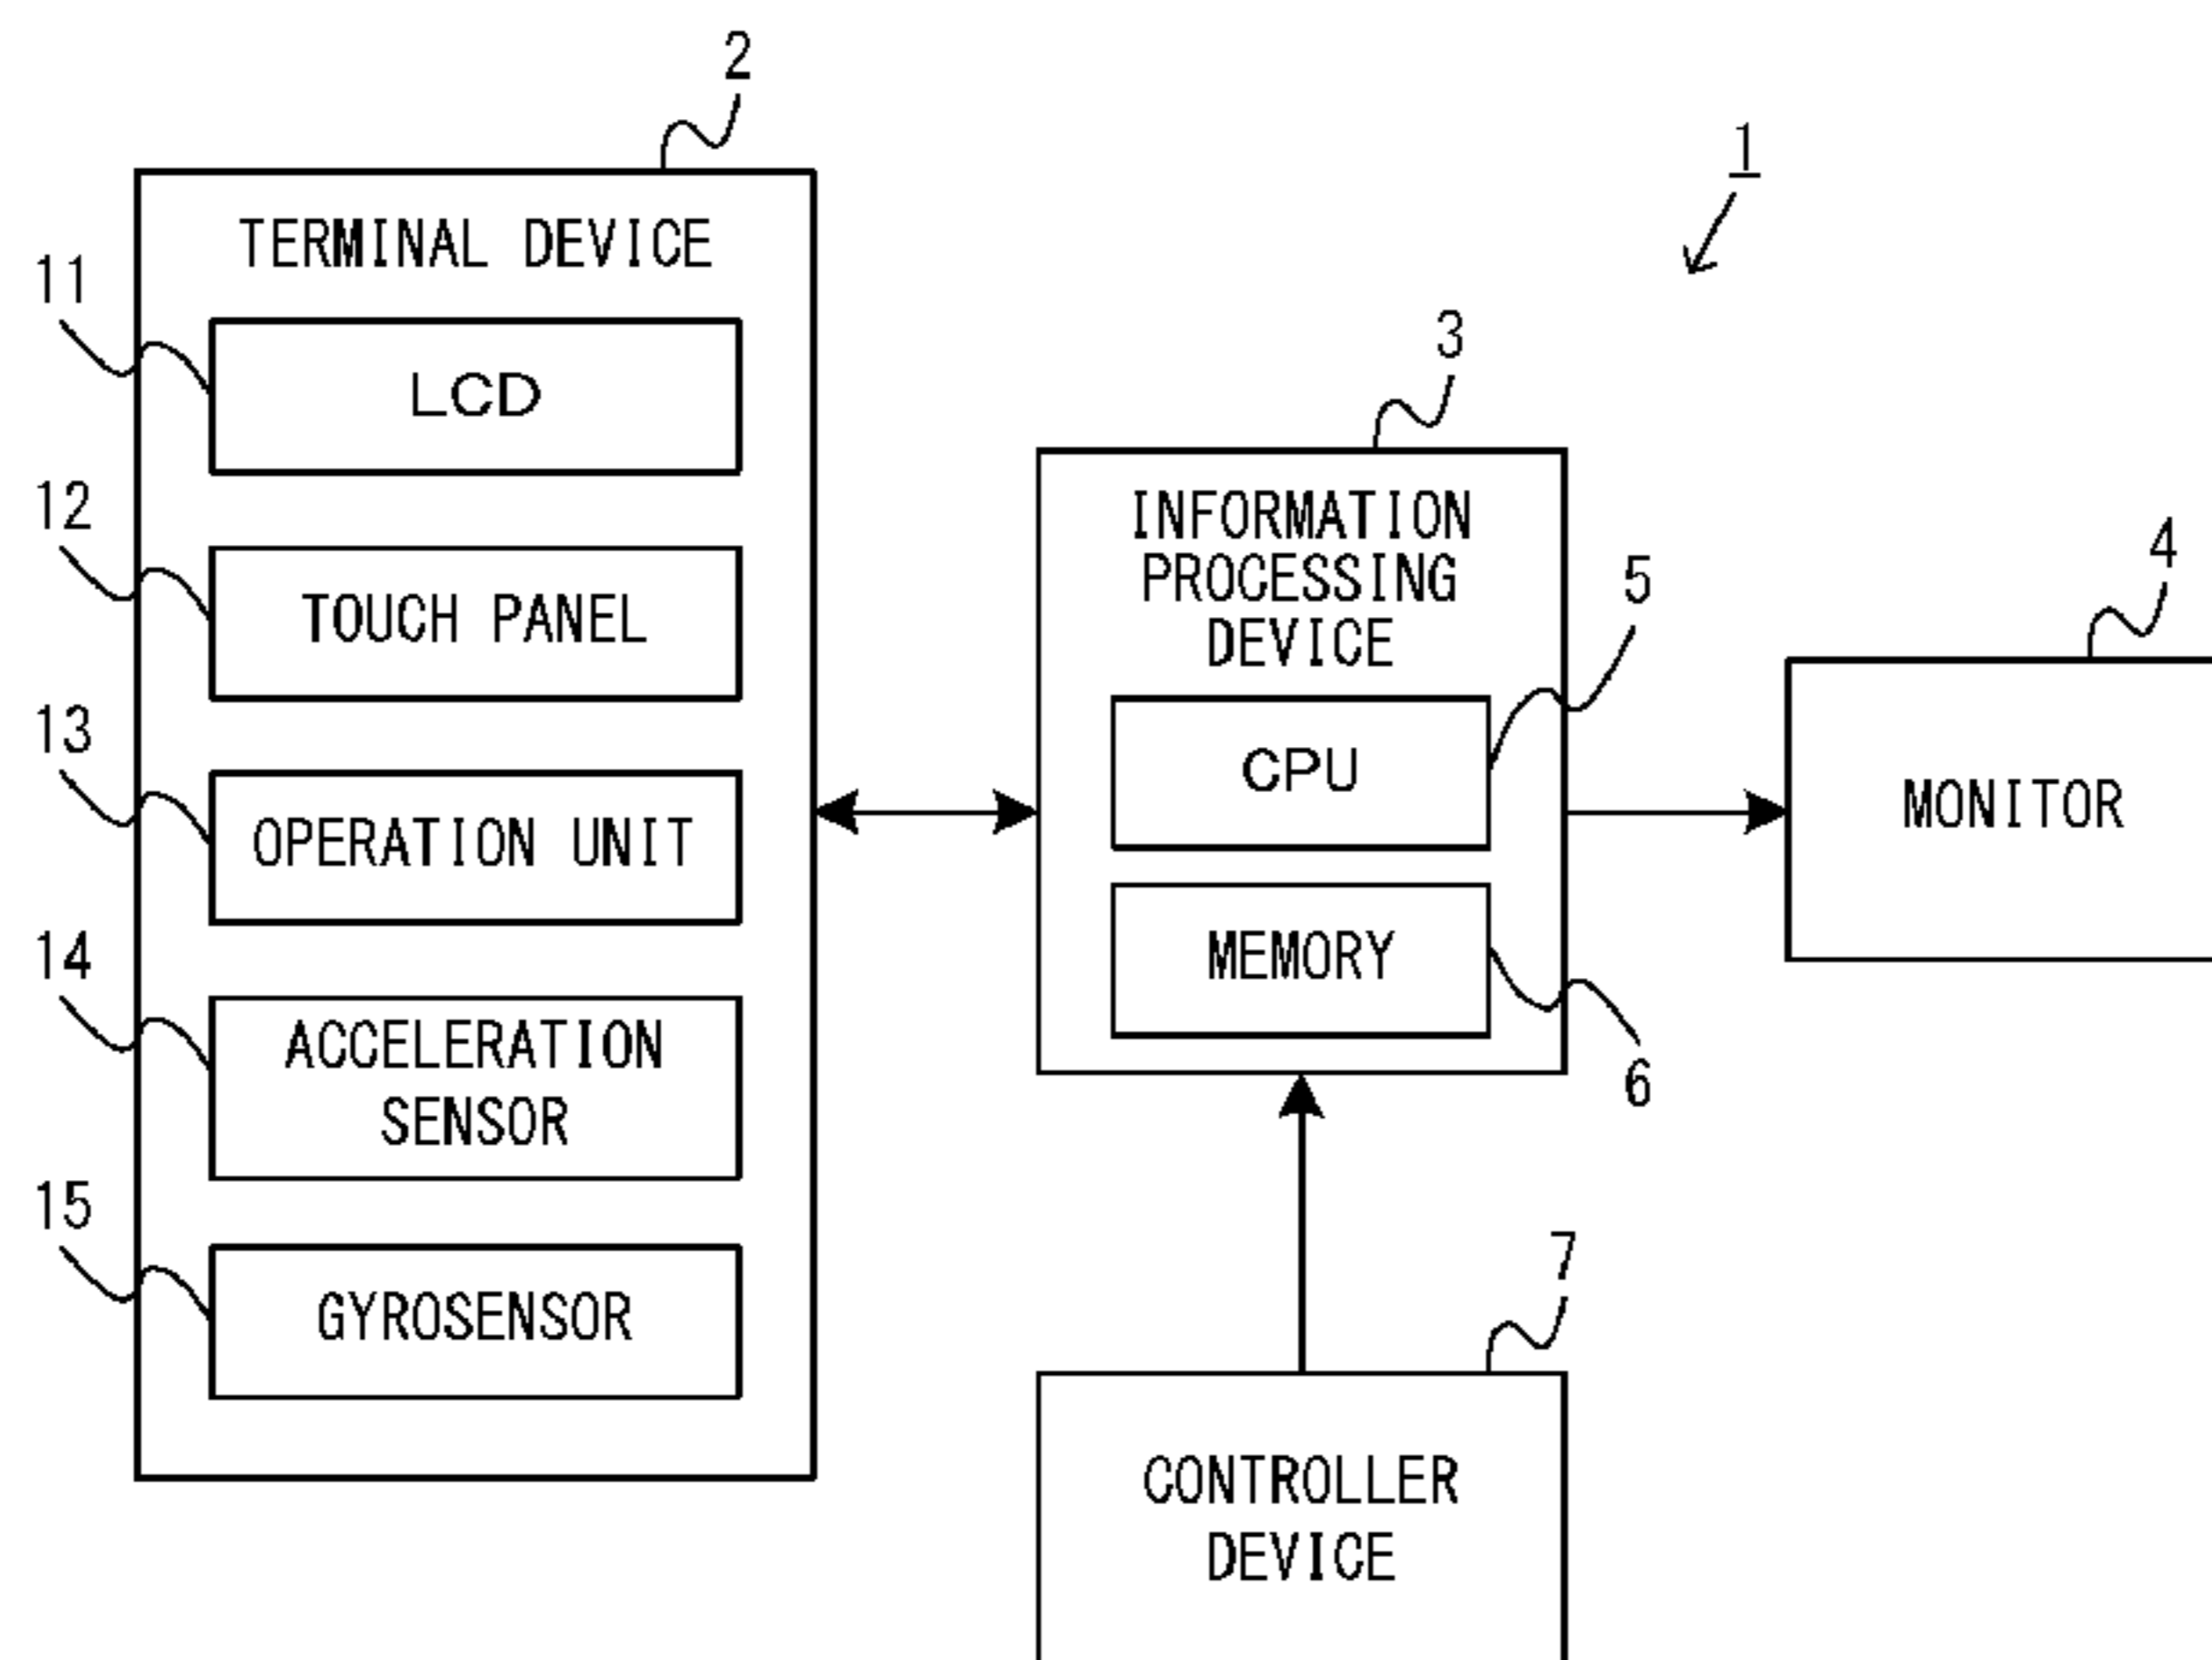 2
1
TERMINAL DEVICE
11
LCD
3
12
TOUCH PANEL
INFORMATION
PROCESSING
DEVICE
5
4
13
OPERATION UNIT
CPU
MONITOR
14
ACCELERATION
SENSOR
MEMORY
6
15
GYROSENSOR
7
CONTROLLER
DEVICE